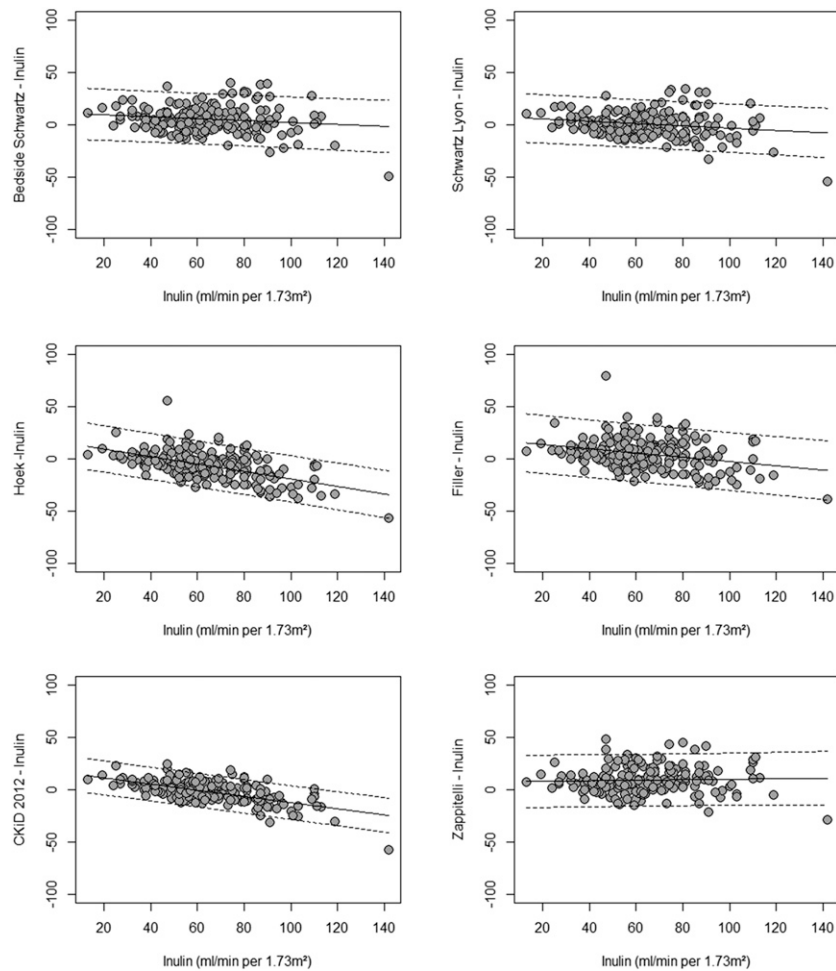 100
50
0
-50
-100
Bedside Schwartz - Inulin
20 40 60 80 100 120 140
Inulin (ml/min per 1.73m²)
100
50
0
-50
-100
Schwartz Lyon - Inulin
20 40 60 80 100 120 140
Inulin (ml/min per 1.73m²)
100
50
0
-50
-100
Hoek -Inulin
20 40 60 80 100 120 140
Inulin (ml/min per 1.73m²)
100
50
0
-50
-100
Filler - Inulin
20 40 60 80 100 120 140
Inulin (ml/min per 1.73m²)
100
50
0
-50
-100
CKiD 2012 - Inulin
20 40 60 80 100 120 140
Inulin (ml/min per 1.73m²)
100
50
0
-50
-100
Zappitelli - Inulin
20 40 60 80 100 120 140
Inulin (ml/min per 1.73m²)